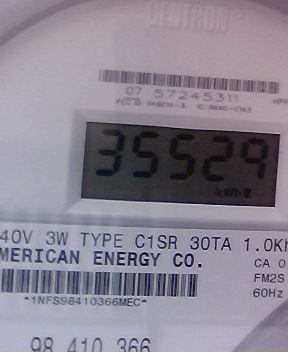 CENTRON®
07 57245311
35529
kWh
40V 3W TYPE C1SR 30TA 1.0Kh
MERICAN ENERGY CO.
CA 0
FM2S
60Hz
*1NFS98410366MEC*
98 410 366